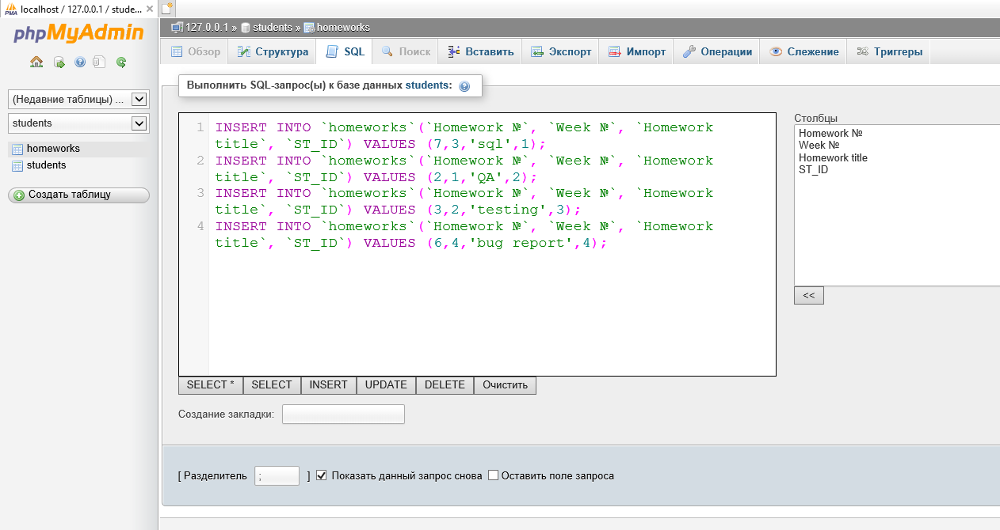 localhost / 127.0.0.1 / stude...
PMA
phpMyAdmin
(Недавние таблицы) ...
students
homeworks
students
Создать таблицу
127.0.0.1 » students » homeworks
Обзор Структура SQL Поиск Вставить Экспорт Импорт Операции Слежение Триггеры
Выполнить SQL-запрос(ы) к базе данных students:
1 INSERT INTO `homeworks`(`Homework №`, `Week №`, `Homework
title`, `ST_ID`) VALUES (7,3,'sql',1);
2 INSERT INTO `homeworks`(`Homework №`, `Week №`, `Homework
title`, `ST_ID`) VALUES (2,1,'QA',2);
3 INSERT INTO `homeworks`(`Homework №`, `Week №`, `Homework
title`, `ST_ID`) VALUES (3,2,'testing',3);
4 INSERT INTO `homeworks`(`Homework №`, `Week №`, `Homework
title`, `ST_ID`) VALUES (6,4,'bug report',4);
Столбцы
Homework №
Week №
Homework title
ST_ID
<<
SELECT * SELECT INSERT UPDATE DELETE Очистить
Создание закладки:
[ Разделитель ; ] Показать данный запрос снова Оставить поле запроса